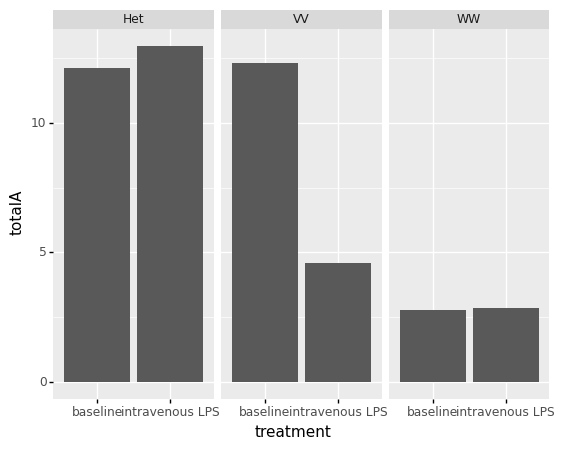 Het VV WW
totalA
10
5
0
baseline intravenous LPS baseline intravenous LPS baseline intravenous LPS
treatment